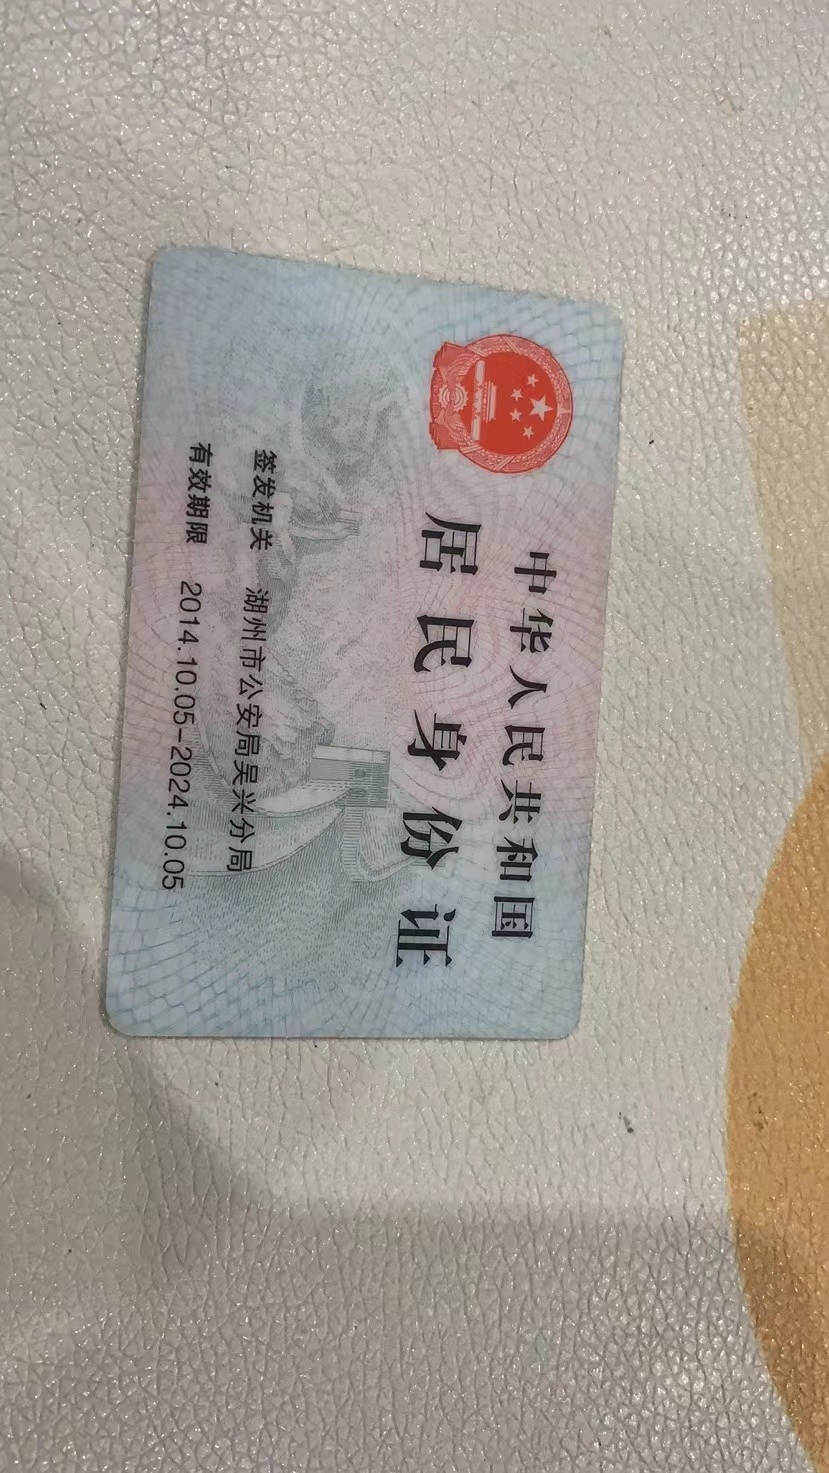 中华人民共和国
居民身份证
签发机关 湖州市公安局吴兴分局
有效期限 2014.10.05-2024.10.05